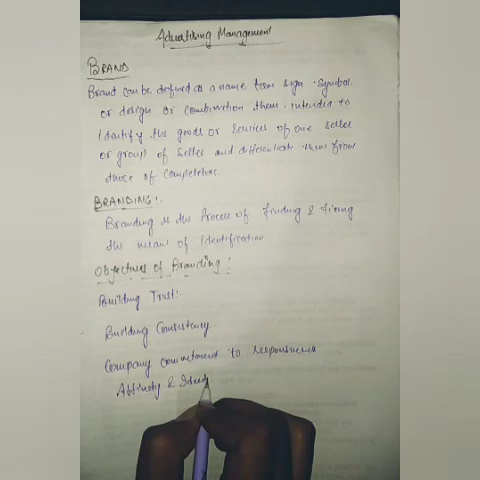 Advertising Management
BRAND
Brand can be defined as a name term sign symbol
or design or combination them intended to
identify the goods or services of one seller
or group of seller and differentiate them from
those of competetors
BRANDING:-
Branding is the process of finding & fixing
the means of identification
Objectives of Branding:
Building Trust:-
Building Consistency
Company commitment to
Affinity &